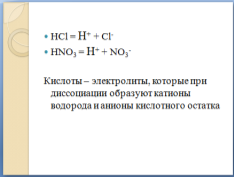 HCl = H⁺ + Cl⁻
HNO₃ = H⁺ + NO₃⁻
Кислоты – электролиты, которые при
диссоциации образуют катионы
водорода и анионы кислотного остатка